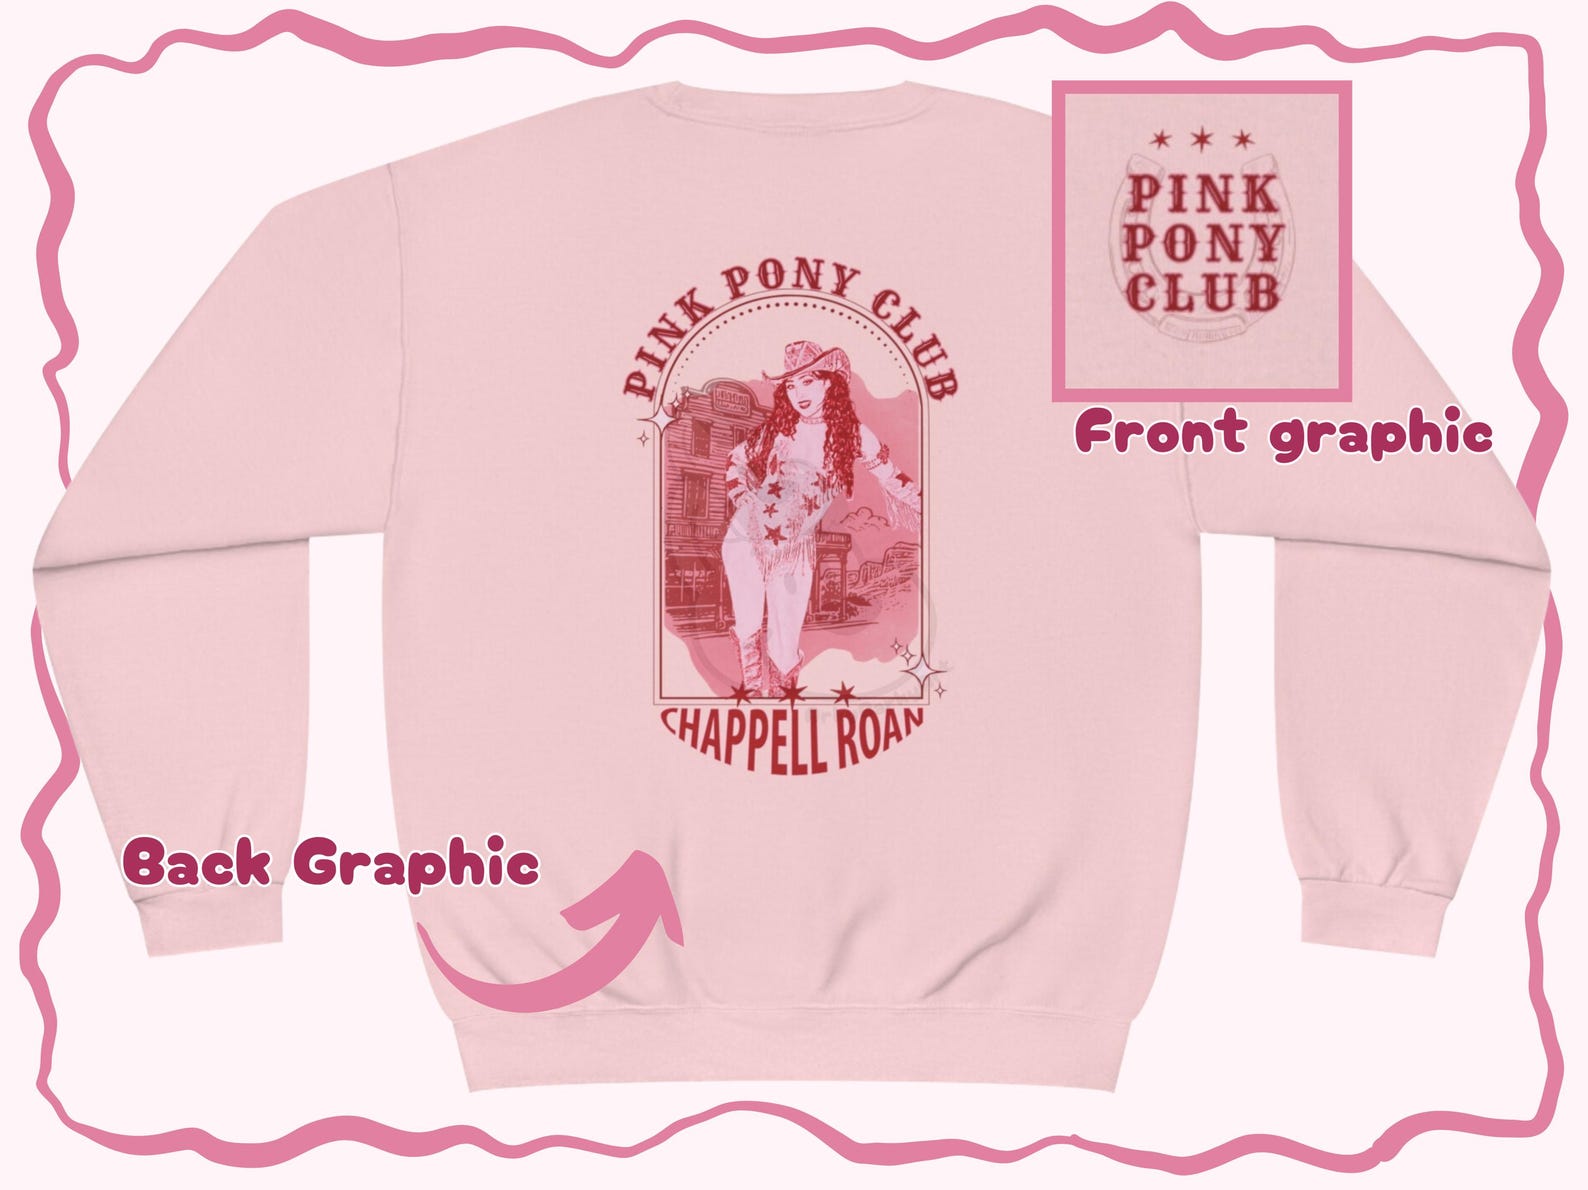 PINK PONY CLUB
CHAPPELL ROAN
PINK
PONY
CLUB
Front graphic
Back Graphic